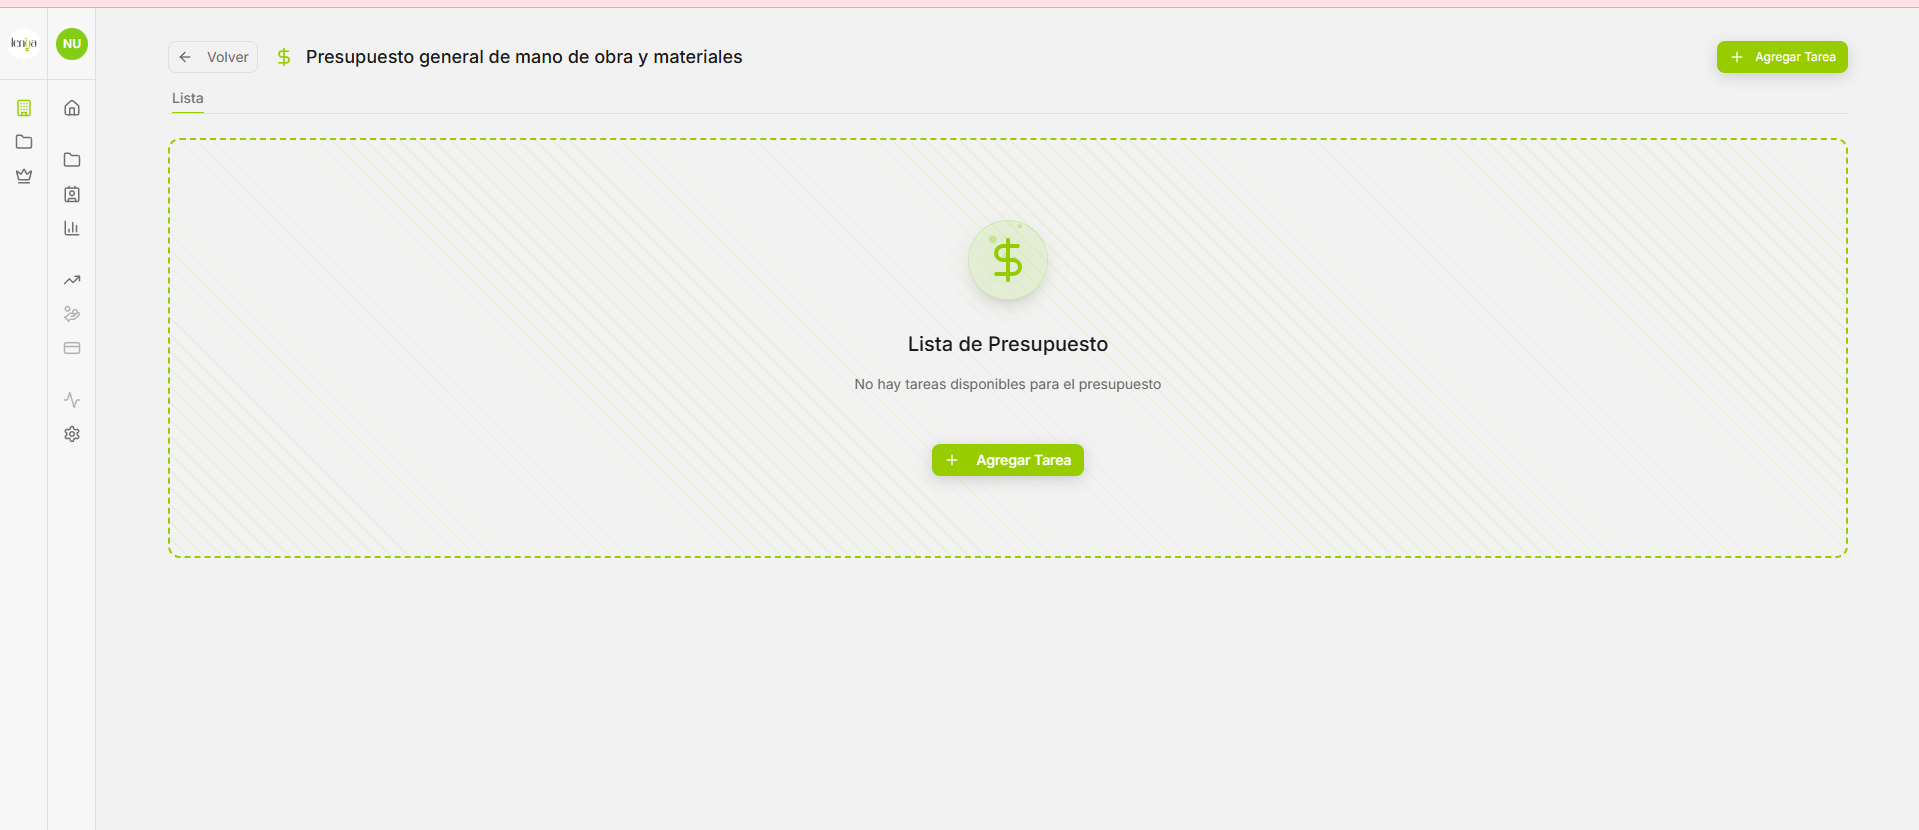 leniya
NU
Volver
Presupuesto general de mano de obra y materiales
Agregar Tarea
Lista
Lista de Presupuesto
No hay tareas disponibles para el presupuesto
Agregar Tarea